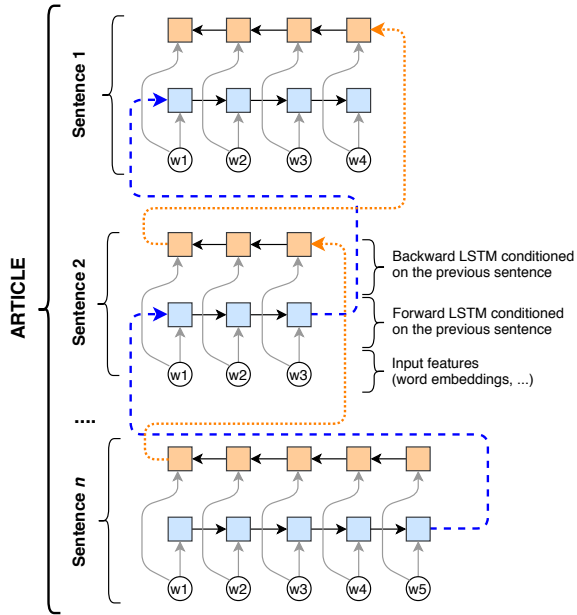 ARTICLE
Sentence 1
w1 w2 w3 w4
Sentence 2
w1 w2 w3
Backward LSTM conditioned
on the previous sentence
Forward LSTM conditioned
on the previous sentence
Input features
(word embeddings, ...)
....
Sentence n
w1 w2 w3 w4 w5